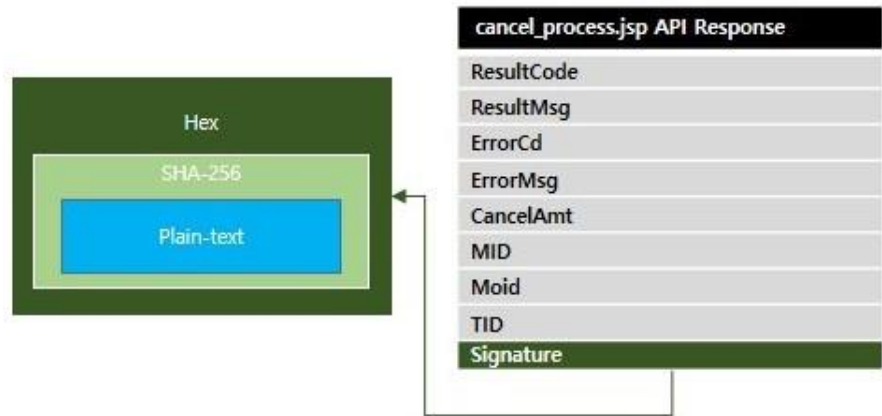 Hex
SHA-256
Plain-text
cancel_process.jsp API Response
ResultCode
ResultMsg
ErrorCd
ErrorMsg
CancelAmt
MID
Moid
TID
Signature